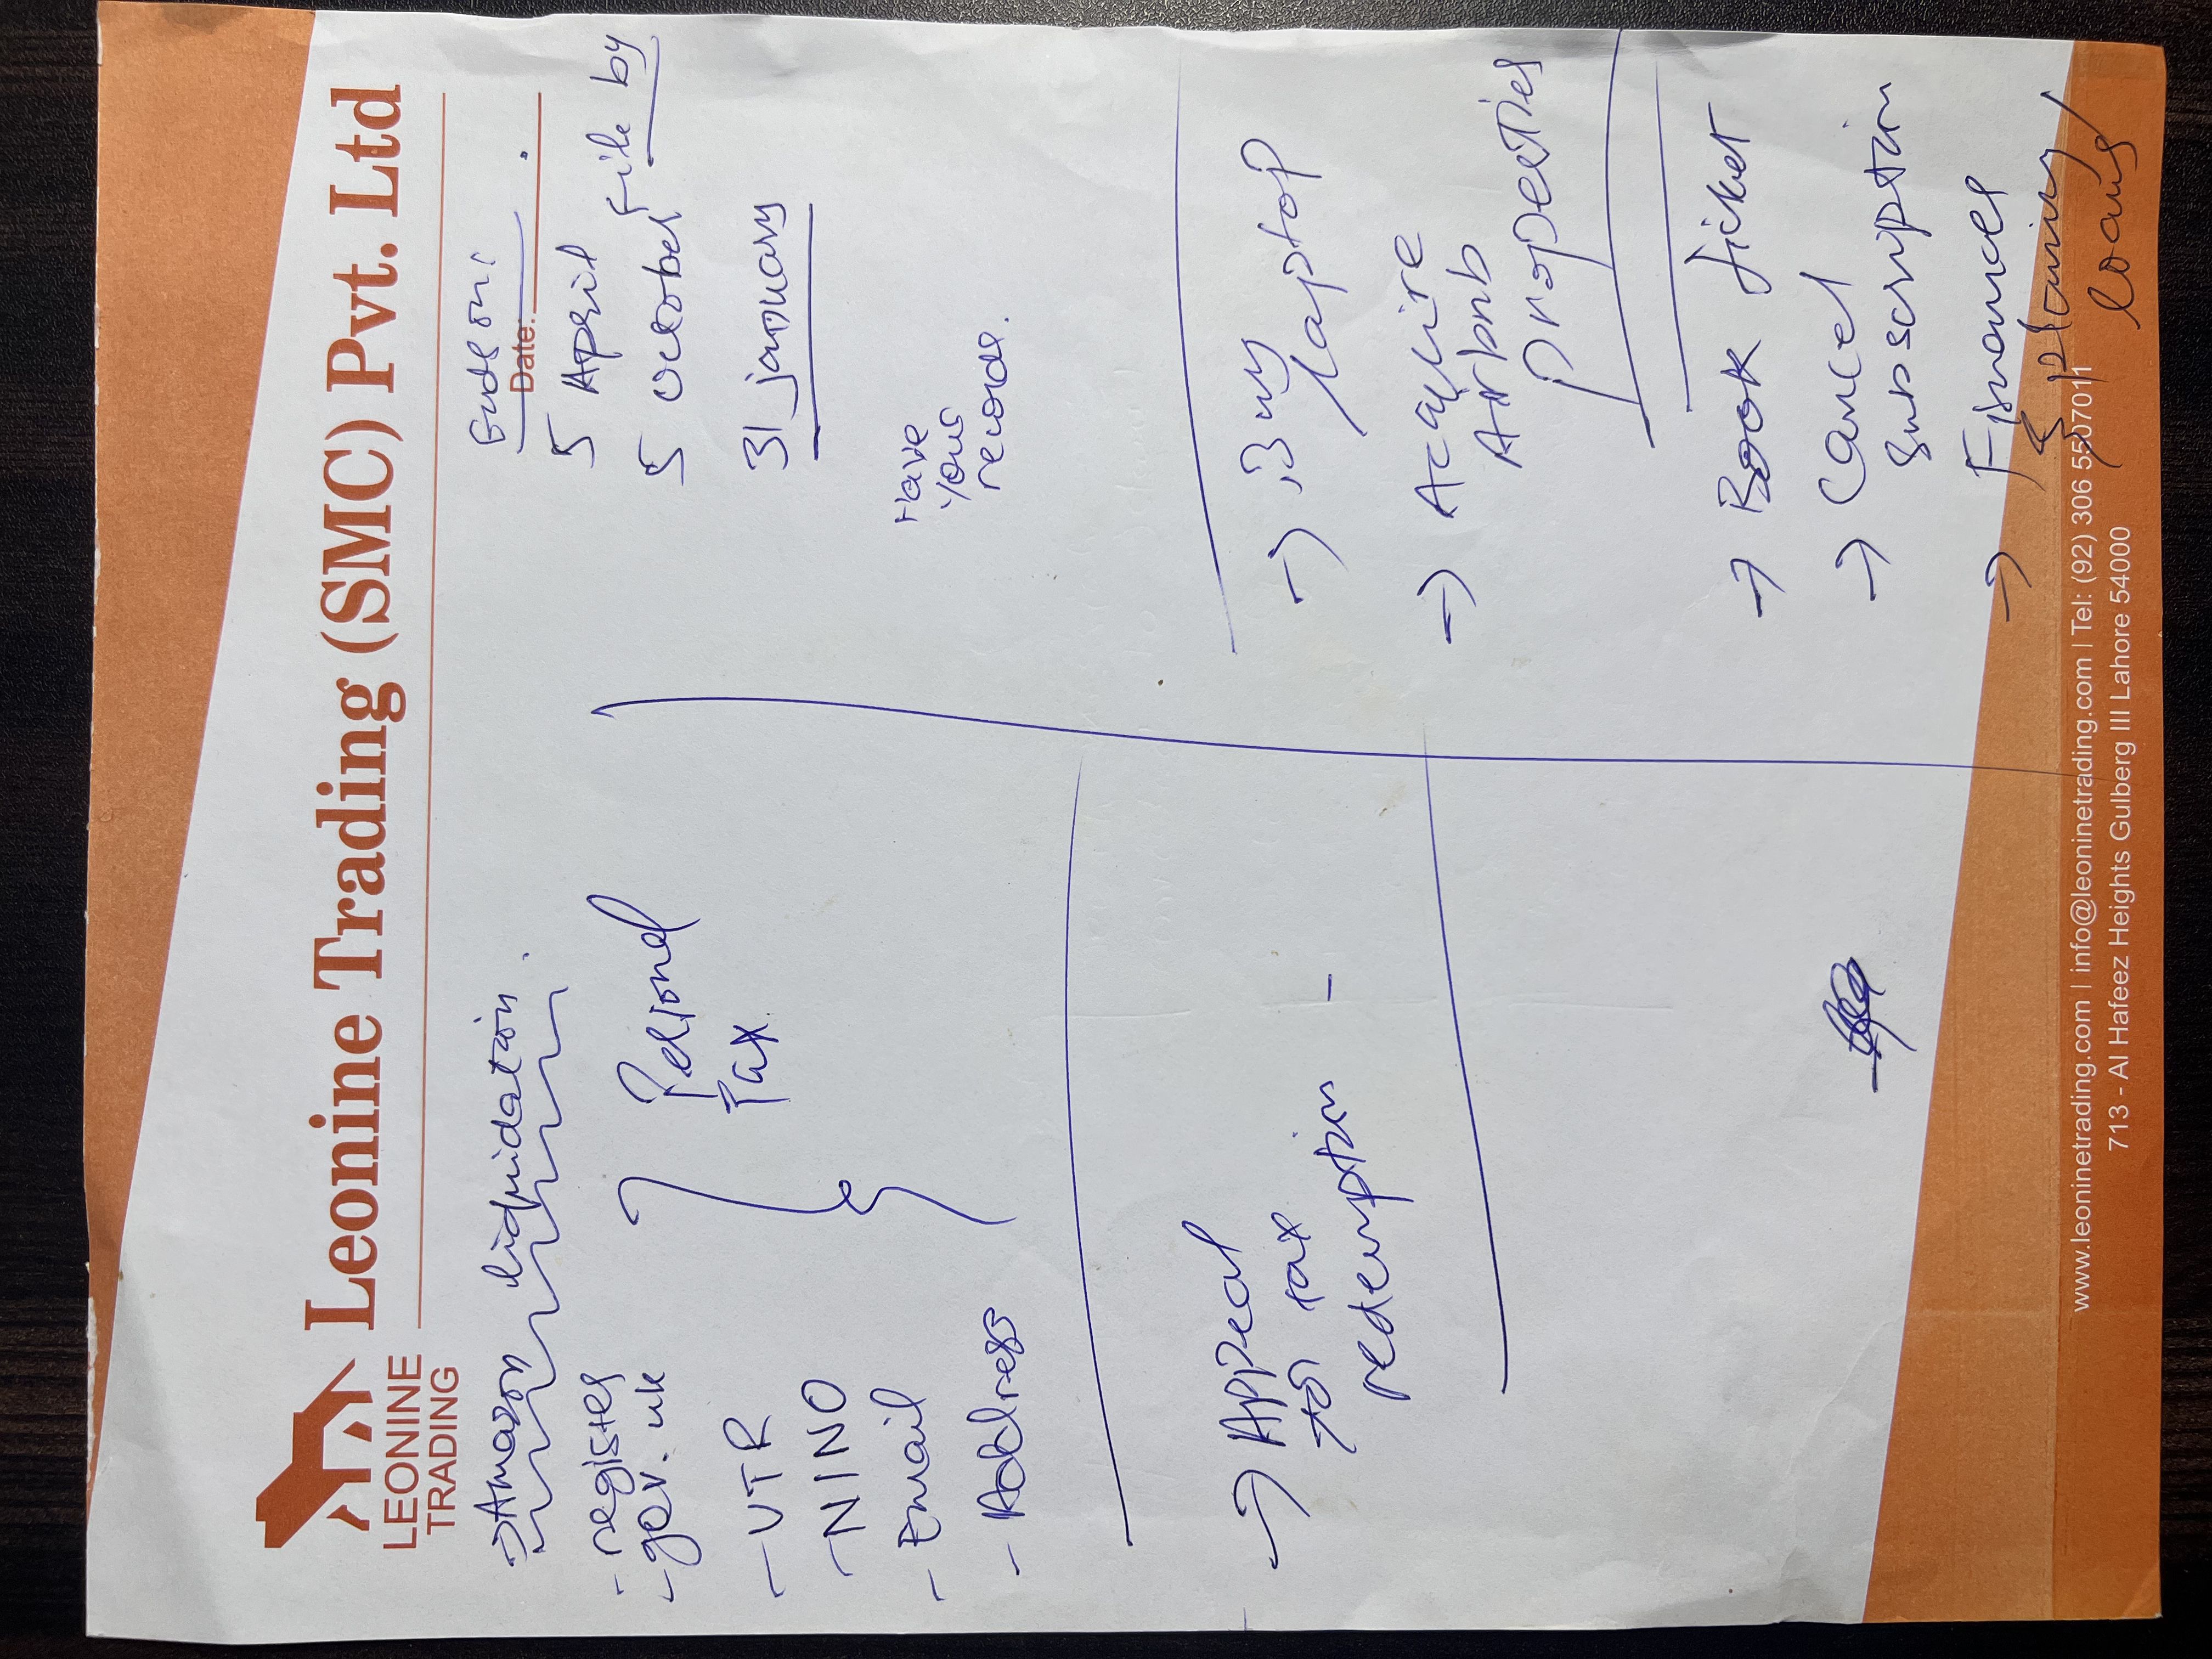 Leonine Trading (SMC) Pvt. Ltd
LEONINE
TRADING
Date:
Amazon liquidation.
- register
- gov.uk
- UTR
- NINO
- Email
- Address
Personal
Tax
ends on:
5 April
5 october file by
31 january
Have
your
records.
→ Appeal
for tax
redemption
→ Buy
laptop
→ Acquire
Airbnb
properties
→ Book ticket
→ Cancel
subscription
→ Finances
& planing
loans
www.leoninetrading.com | info@leoninetrading.com | Tel: (92) 306 5507011
713 - Al Hafeez Heights Gulberg III Lahore 54000